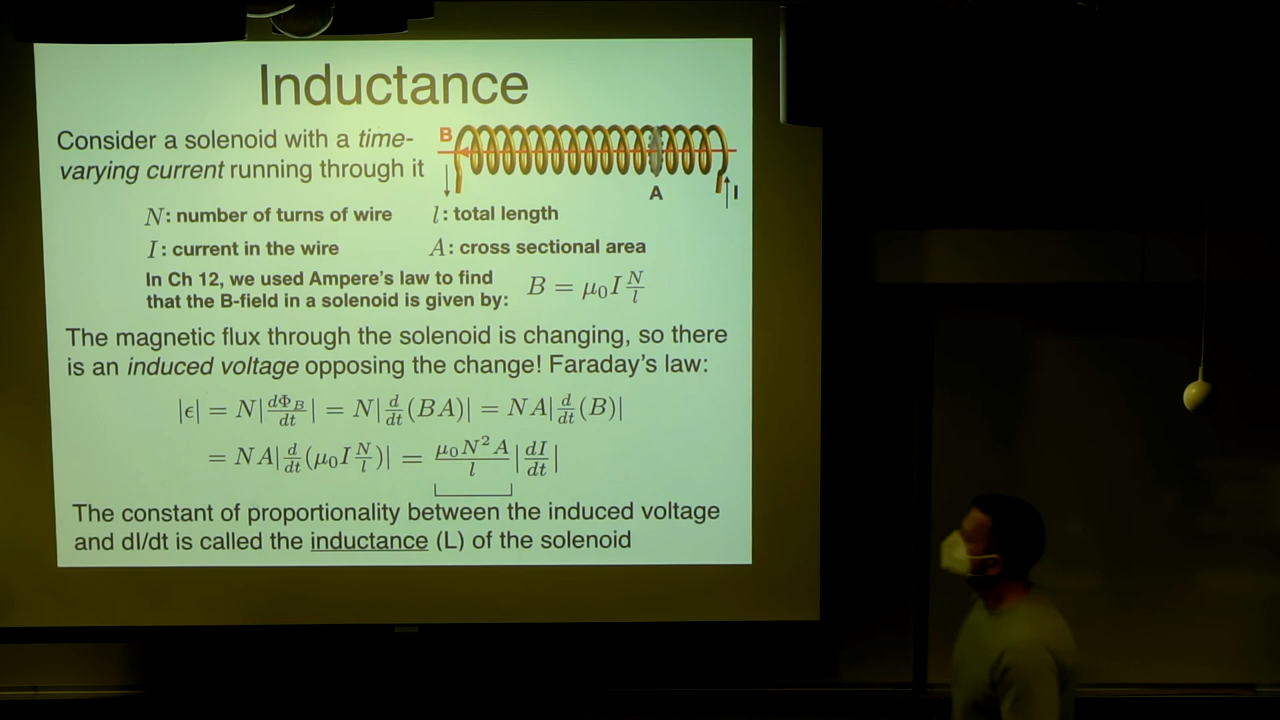 Inductance
Consider a solenoid with a time-
varying current running through it
B
A
I
N: number of turns of wire
l: total length
I: current in the wire
A: cross sectional area
In Ch 12, we used Ampere's law to find
that the B-field in a solenoid is given by:
B = μ₀I N/l
The magnetic flux through the solenoid is changing, so there
is an induced voltage opposing the change! Faraday's law:
|ϵ| = N|dΦ_B/dt| = N|d/dt(BA)| = NA|d/dt(B)|
= NA|d/dt(μ₀I N/l)| = μ₀N²A/l |dI/dt|
The constant of proportionality between the induced voltage
and dI/dt is called the inductance (L) of the solenoid